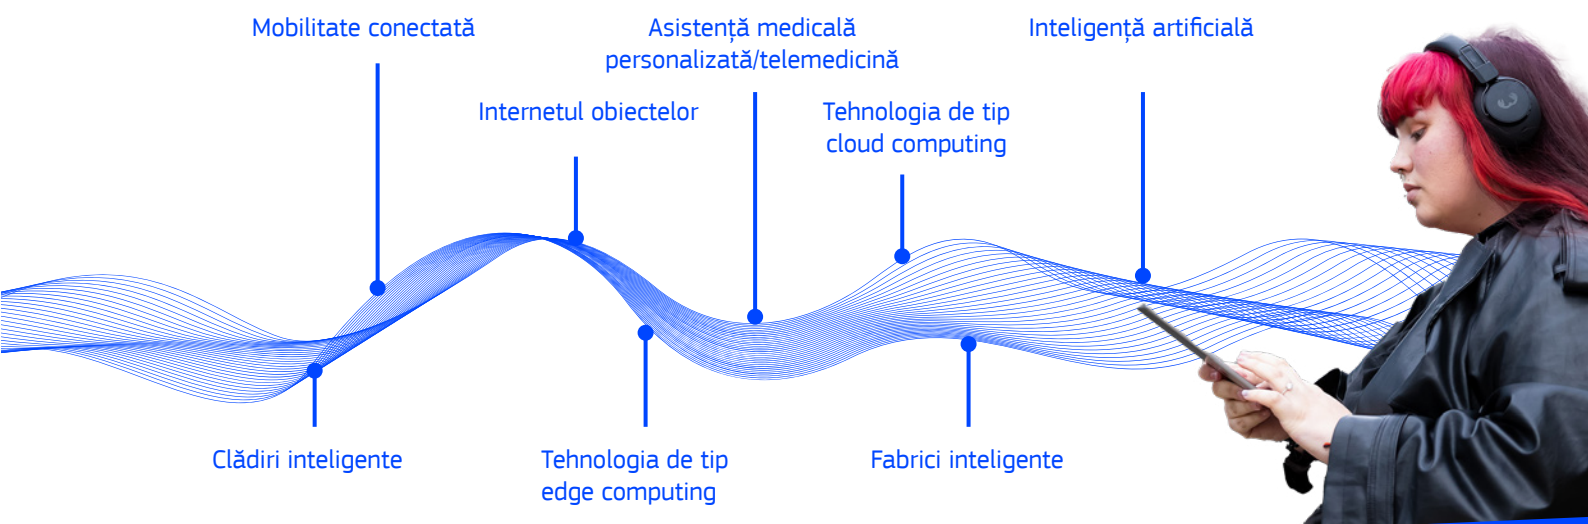 Mobilitate conectată
Asistență medicală
personalizată/telemedicină
Inteligență artificială
Internetul obiectelor
Tehnologia de tip
cloud computing
Clădiri inteligente
Tehnologia de tip
edge computing
Fabrici inteligente